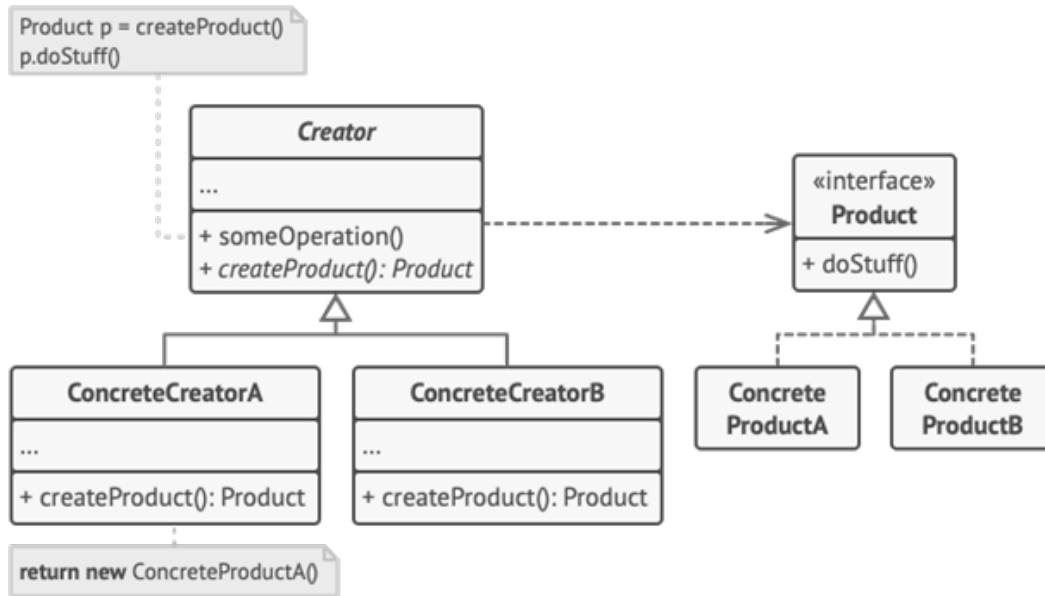 Product p = createProduct()
p.doStuff()
Creator
...
+ someOperation()
+ createProduct(): Product
«interface»
Product
+ doStuff()
ConcreteCreatorA
...
+ createProduct(): Product
ConcreteCreatorB
...
+ createProduct(): Product
Concrete
ProductA
Concrete
ProductB
return new ConcreteProductA()